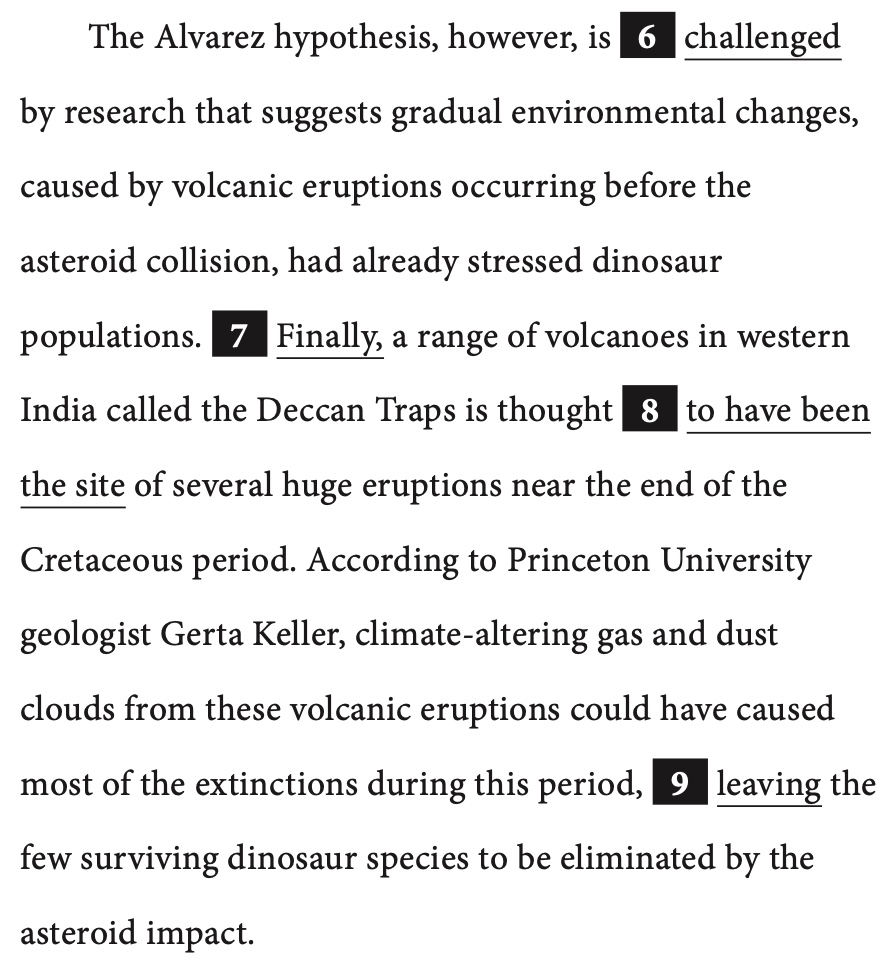 The Alvarez hypothesis, however, is 6 challenged
by research that suggests gradual environmental changes,
caused by volcanic eruptions occurring before the
asteroid collision, had already stressed dinosaur
populations. 7 Finally, a range of volcanoes in western
India called the Deccan Traps is thought 8 to have been
the site of several huge eruptions near the end of the
Cretaceous period. According to Princeton University
geologist Gerta Keller, climate-altering gas and dust
clouds from these volcanic eruptions could have caused
most of the extinctions during this period, 9 leaving the
few surviving dinosaur species to be eliminated by the
asteroid impact.